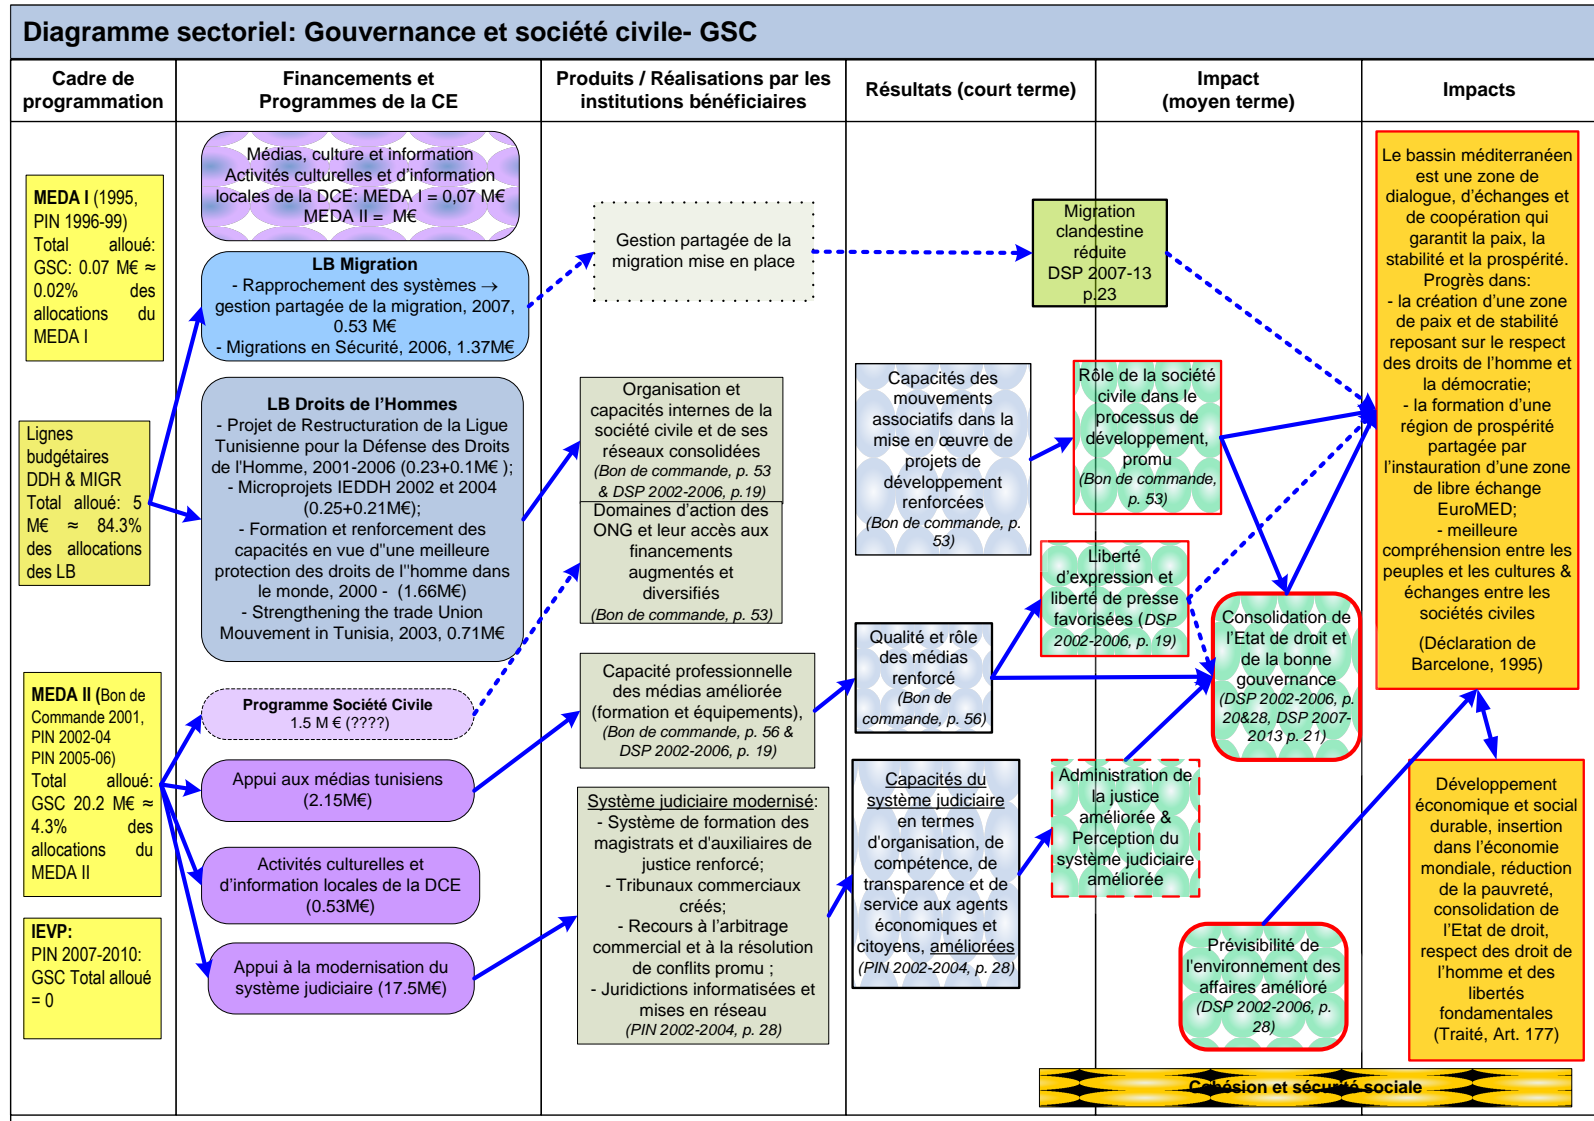 Diagramme sectoriel: Gouvernance et société civile- GSC
Cadre de
programmation
Financements et
Programmes de la CE
Produits / Réalisations par les
institutions bénéficiaires
Résultats (court terme)
Impact
(moyen terme)
Impacts
MEDA I (1995,
PIN 1996-99)
Total alloué:
GSC: 0.07 M€ ≈
0.02% des
allocations du
MEDA I
Lignes
budgétaires
DDH & MIGR
Total alloué: 5
M€ ≈ 84.3%
des allocations
des LB
MEDA II (Bon de
Commande 2001,
PIN 2002-04
PIN 2005-06)
Total alloué:
GSC 20.2 M€ ≈
4.3% des
allocations du
MEDA II
IEVP:
PIN 2007-2010:
GSC Total alloué
= 0
Médias, culture et information
Activités culturelles et d'information
locales de la DCE: MEDA I = 0,07 M€
MEDA II = M€
LB Migration
- Rapprochement des systèmes →
gestion partagée de la migration, 2007,
0.53 M€
- Migrations en Sécurité, 2006, 1.37M€
LB Droits de l'Hommes
- Projet de Restructuration de la Ligue
Tunisienne pour la Défense des Droits
de l'Homme, 2001-2006 (0.23+0.1M€ );
- Microprojets IEDDH 2002 et 2004
(0.25+0.21M€);
- Formation et renforcement des
capacités en vue d''une meilleure
protection des droits de l''homme dans
le monde, 2000 - (1.66M€)
- Strengthening the trade Union
Mouvement in Tunisia, 2003, 0.71M€
Programme Société Civile
1.5 M € (????)
Appui aux médias tunisiens
(2.15M€)
Activités culturelles et
d'information locales de la DCE
(0.53M€)
Appui à la modernisation du
système judiciaire (17.5M€)
Gestion partagée de la
migration mise en place
Organisation et
capacités internes de la
société civile et de ses
réseaux consolidées
(Bon de commande, p. 53
& DSP 2002-2006, p.19)
Domaines d'action des
ONG et leur accès aux
financements
augmentés et
diversifiés
(Bon de commande, p. 53)
Capacité professionnelle
des médias améliorée
(formation et équipements),
(Bon de commande, p. 56 &
DSP 2002-2006, p. 19)
Système judiciaire modernisé:
- Système de formation des
magistrats et d'auxiliaires de
justice renforcé;
- Tribunaux commerciaux
créés;
- Recours à l'arbitrage
commercial et à la résolution
de conflits promu ;
- Juridictions informatisées et
mises en réseau
(PIN 2002-2004, p. 28)
Capacités des
mouvements
associatifs dans la
mise en œuvre de
projets de
développement
renforcées
(Bon de commande, p.
53)
Qualité et rôle
des médias
renforcé
(Bon de
commande, p. 56)
Capacités du
système judiciaire
en termes
d'organisation, de
compétence, de
transparence et de
service aux agents
économiques et
citoyens, améliorées
(PIN 2002-2004, p. 28)
Migration
clandestine
réduite
DSP 2007-13
p.23
Rôle de la société
civile dans le
processus de
développement,
promu
(Bon de commande,
p. 53)
Liberté
d'expression et
liberté de presse
favorisées (DSP
2002-2006, p. 19)
Consolidation de
l'Etat de droit et
de la bonne
gouvernance
(DSP 2002-2006, p.
20&28, DSP 2007-
2013 p. 21)
Administration de
la justice
améliorée &
Perception du
système judiciaire
améliorée
Prévisibilité de
l'environnement des
affaires amélioré
(DSP 2002-2006, p.
28)
Le bassin méditerranéen
est une zone de
dialogue, d'échanges et
de coopération qui
garantit la paix, la
stabilité et la prospérité.
Progrès dans:
- la création d'une zone
de paix et de stabilité
reposant sur le respect
des droits de l'homme et
la démocratie;
- la formation d'une
région de prospérité
partagée par
l'instauration d'une zone
de libre échange
EuroMED;
- meilleure
compréhension entre les
peuples et les cultures &
échanges entre les
sociétés civiles
(Déclaration de
Barcelone, 1995)
Développement
économique et social
durable, insertion
dans l'économie
mondiale, réduction
de la pauvreté,
consolidation de
l'Etat de droit,
respect des droit de
l'homme et des
libertés
fondamentales
(Traité, Art. 177)
Cohésion et sécurité sociale